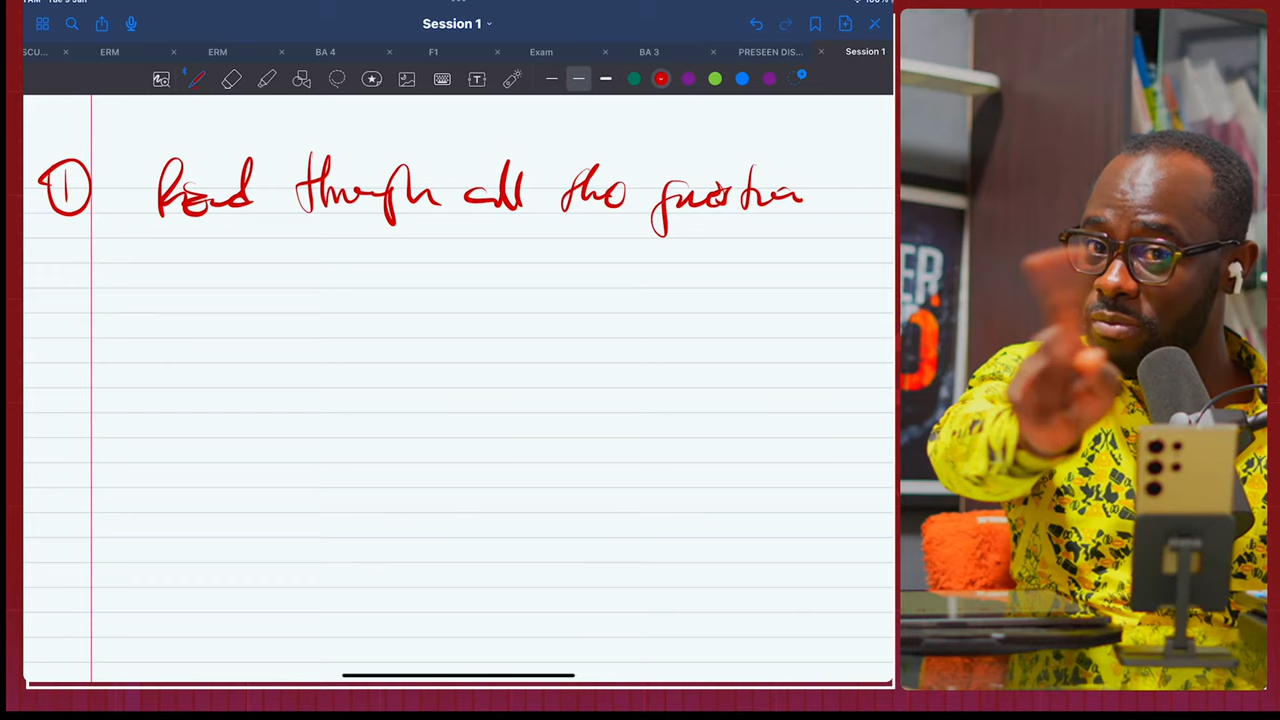 Session 1
SCU... ERM ERM BA 4 F1 Exam BA 3 PRESEEN DIS... Session 1
① Read through all the question